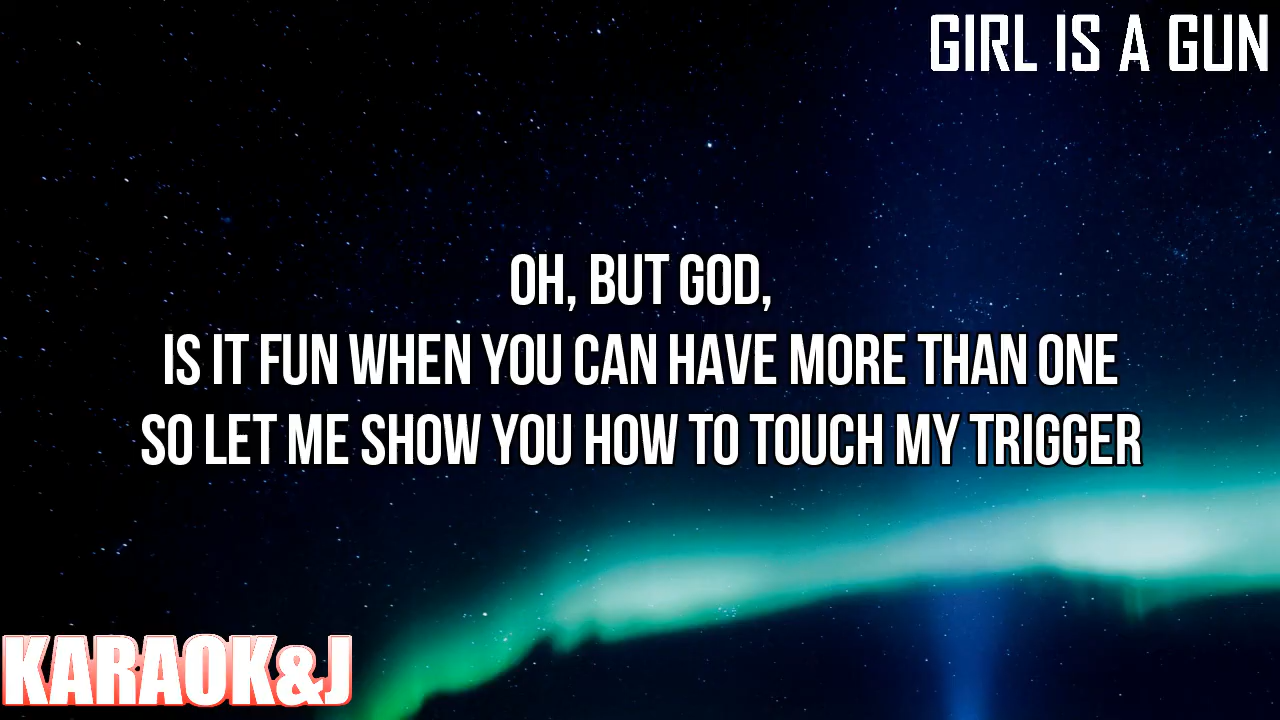 GIRL IS A GUN
OH, BUT GOD,
IS IT FUN WHEN YOU CAN HAVE MORE THAN ONE
SO LET ME SHOW YOU HOW TO TOUCH MY TRIGGER
KARAOK&J